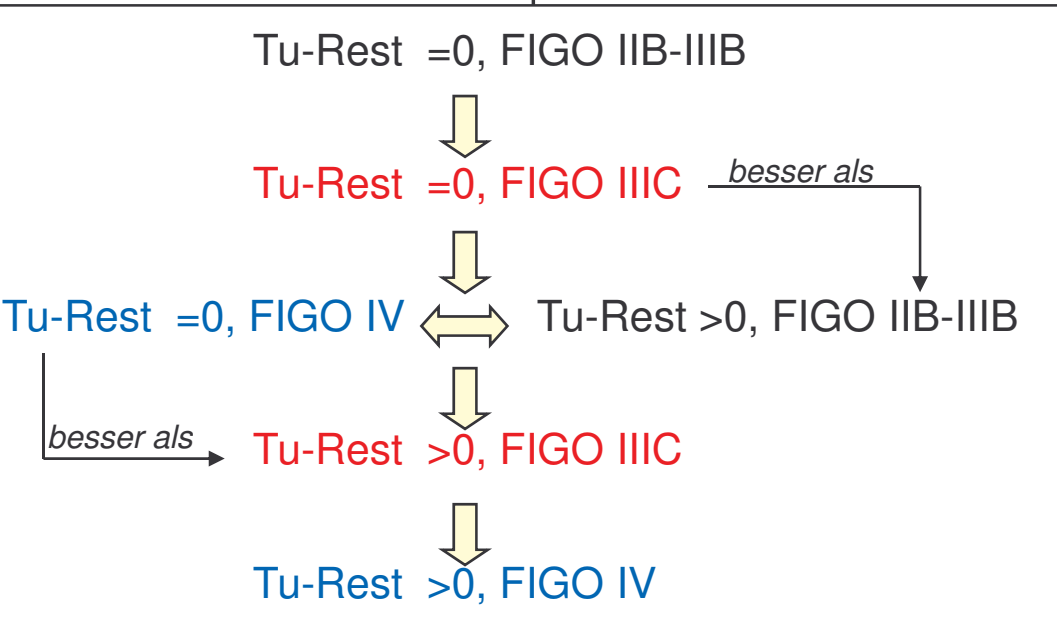 Tu-Rest =0, FIGO IIB-IIIB
Tu-Rest =0, FIGO IIIC
besser als
Tu-Rest =0, FIGO IV
Tu-Rest >0, FIGO IIB-IIIB
besser als
Tu-Rest >0, FIGO IIIC
Tu-Rest >0, FIGO IV